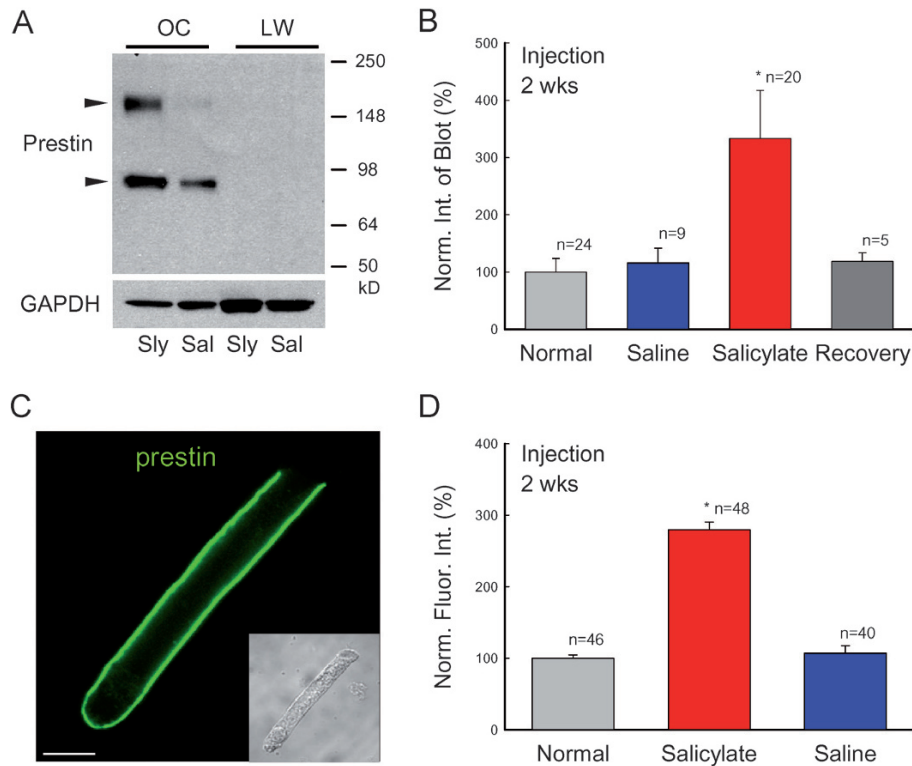 A
OC LW
Prestin
250
148
98
64
50
kD
GAPDH
Sly Sal Sly Sal
B
Injection
2 wks
Norm. Int. of Blot (%)
500
400
300
200
100
0
n=24
n=9
* n=20
n=5
Normal Saline Salicylate Recovery
C
prestin
D
Injection
2 wks
Norm. Fluor. Int. (%)
400
300
200
100
0
n=46
* n=48
n=40
Normal Salicylate Saline